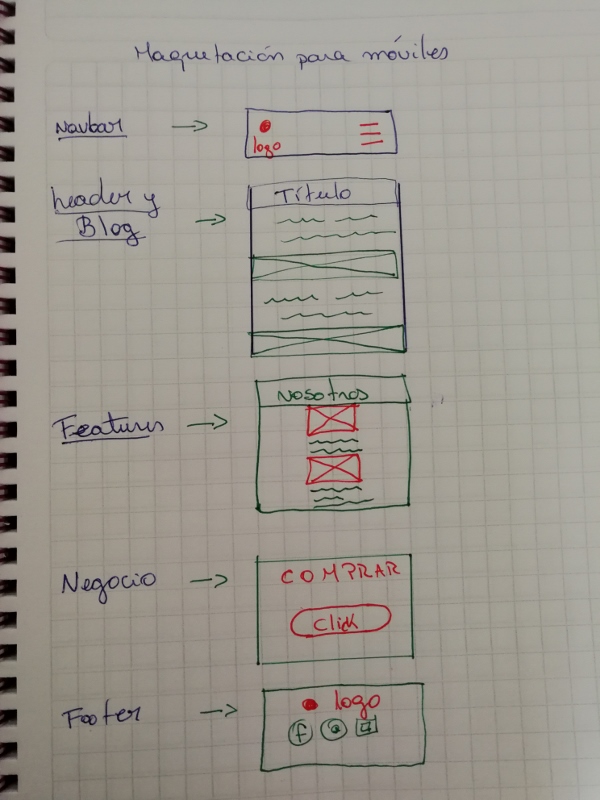 Maquetación para móviles
Navbar
logo
header y
Blog
Título
Features
Nosotros
Negocio
COMPRAR
Click
Footer
logo
f